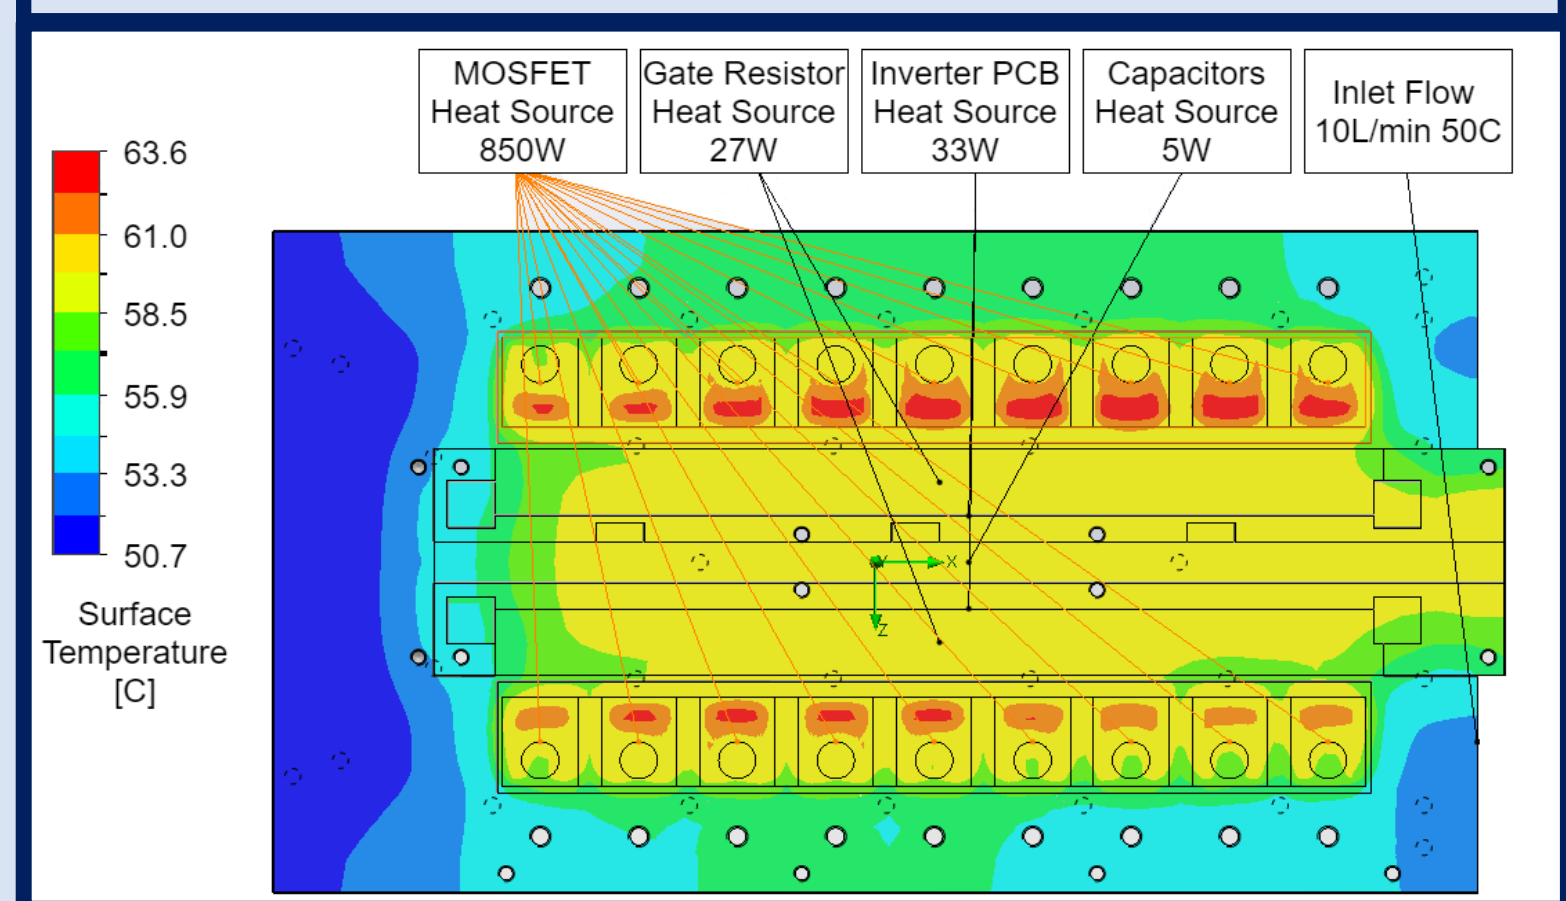 MOSFET
Heat Source
850W
Gate Resistor
Heat Source
27W
Inverter PCB
Heat Source
33W
Capacitors
Heat Source
5W
Inlet Flow
10L/min 50C
63.6
61.0
58.5
55.9
53.3
50.7
Surface
Temperature
[C]
X
Y
Z